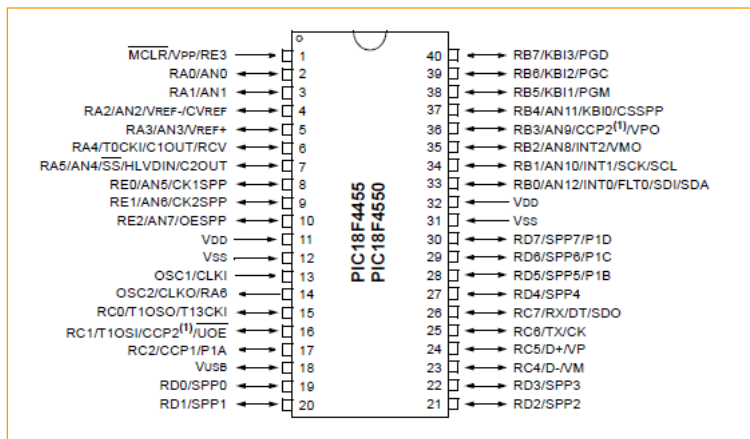 MCLR/VPP/RE3 1
RA0/AN0 2
RA1/AN1 3
RA2/AN2/VREF-/CVREF 4
RA3/AN3/VREF+ 5
RA4/T0CKI/C1OUT/RCV 6
RA5/AN4/SS/HLVDIN/C2OUT 7
RE0/AN5/CK1SPP 8
RE1/AN6/CK2SPP 9
RE2/AN7/OESPP 10
VDD 11
VSS 12
OSC1/CLKI 13
OSC2/CLKO/RA6 14
RC0/T1OSO/T13CKI 15
RC1/T1OSI/CCP2(1)/UOE 16
RC2/CCP1/P1A 17
VUSB 18
RD0/SPP0 19
RD1/SPP1 20
PIC18F4455
PIC18F4550
40 RB7/KBI3/PGD
39 RB6/KBI2/PGC
38 RB5/KBI1/PGM
37 RB4/AN11/KBI0/CSSPP
36 RB3/AN9/CCP2(1)/VPO
35 RB2/AN8/INT2/VMO
34 RB1/AN10/INT1/SCK/SCL
33 RB0/AN12/INT0/FLT0/SDI/SDA
32 VDD
31 VSS
30 RD7/SPP7/P1D
29 RD6/SPP6/P1C
28 RD5/SPP5/P1B
27 RD4/SPP4
26 RC7/RX/DT/SDO
25 RC6/TX/CK
24 RC5/D+/VP
23 RC4/D-/VM
22 RD3/SPP3
21 RD2/SPP2